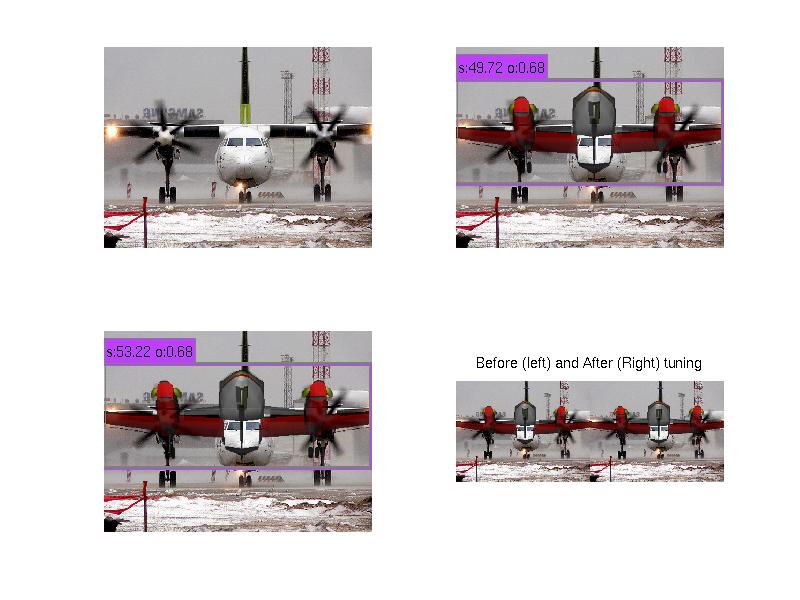 s:49.72 o:0.68
s:53.22 o:0.68
Before (left) and After (Right) tuning